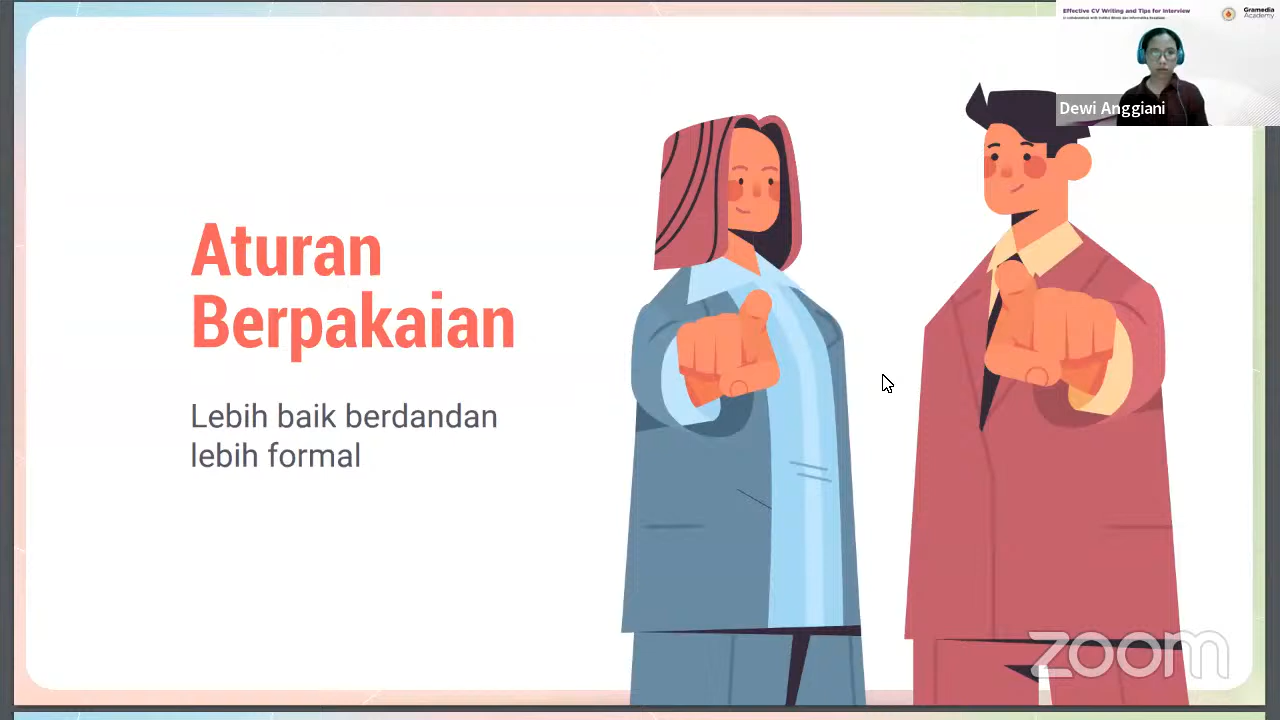 Effective CV Writing and Tips for Interview
Gramedia
Academy
Dewi Anggiani
Aturan
Berpakaian
Lebih baik berdandan
lebih formal
zoom